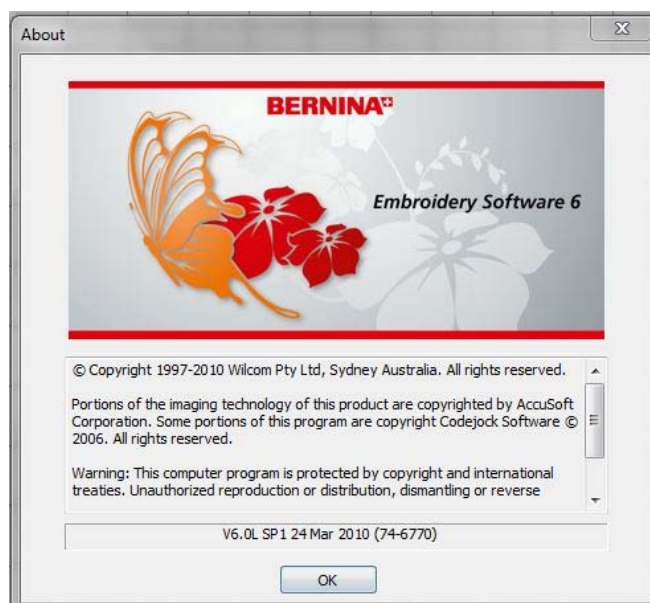 About
BERNINA
Embroidery Software 6
© Copyright 1997-2010 Wilcom Pty Ltd, Sydney Australia. All rights reserved.
Portions of the imaging technology of this product are copyrighted by AccuSoft
Corporation. Some portions of this program are copyright Codejock Software ©
2006. All rights reserved.
Warning: This computer program is protected by copyright and international
treaties. Unauthorized reproduction or distribution, dismantling or reverse
V6.0L SP1 24 Mar 2010 (74-6770)
OK